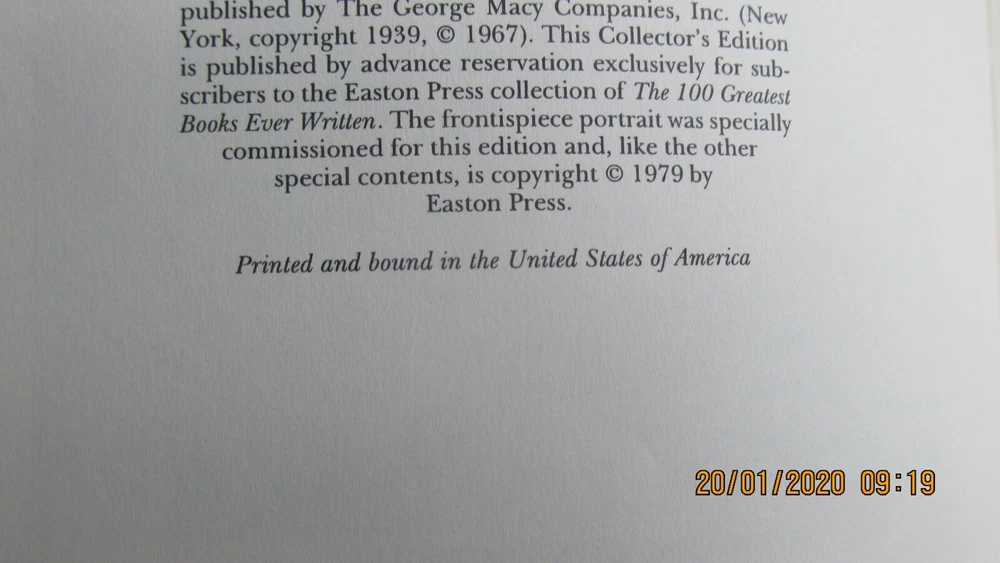 published by The George Macy Companies, Inc. (New
York, copyright 1939, © 1967). This Collector's Edition
is published by advance reservation exclusively for sub-
scribers to the Easton Press collection of The 100 Greatest
Books Ever Written. The frontispiece portrait was specially
commissioned for this edition and, like the other
special contents, is copyright © 1979 by
Easton Press.
Printed and bound in the United States of America
20/01/2020 09:19